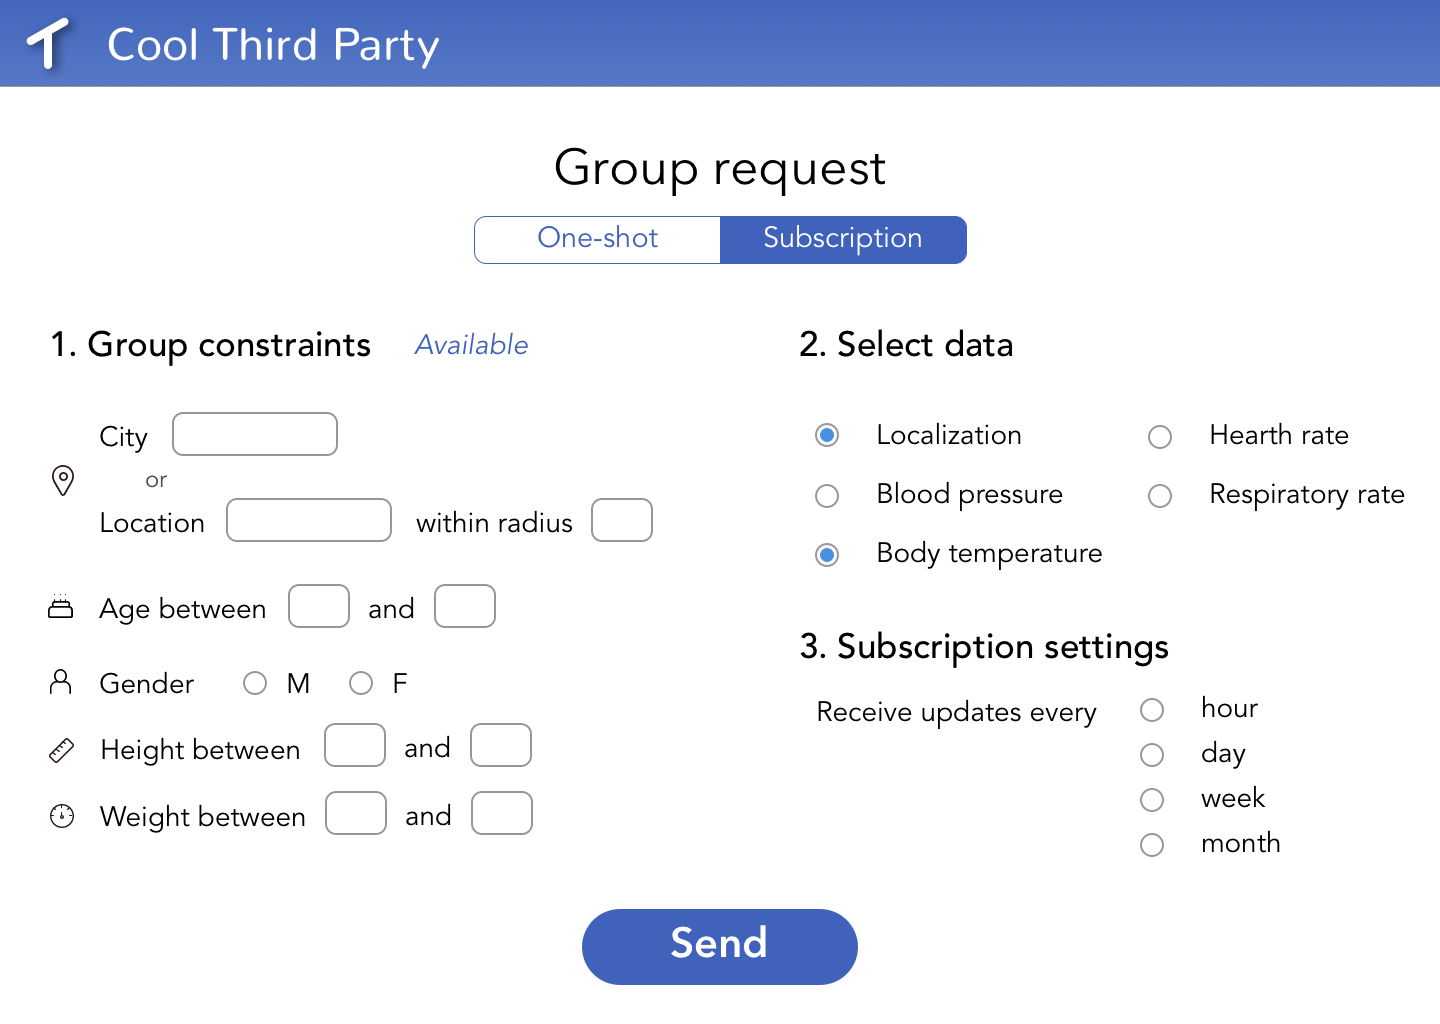 Cool Third Party
Group request
One-shot Subscription
1. Group constraints Available
City
or
Location within radius
Age between and
Gender M F
Height between and
Weight between and
2. Select data
Localization Hearth rate
Blood pressure Respiratory rate
Body temperature
3. Subscription settings
Receive updates every hour
day
week
month
Send